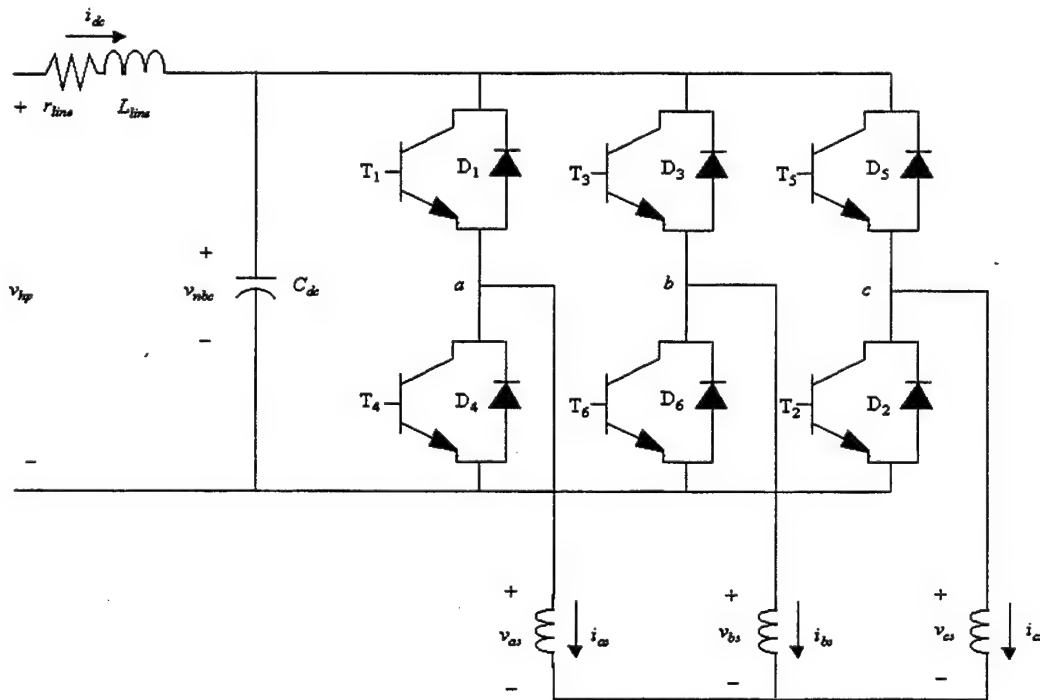 i_dc
+ r_line L_line
T1 D1 T3 D3 T5 D5
+
v_hp v_nbc C_dc a b c
−
T4 D4 T6 D6 T2 D2
−
+ + +
v_as i_as v_bs i_bs v_cs
− − −